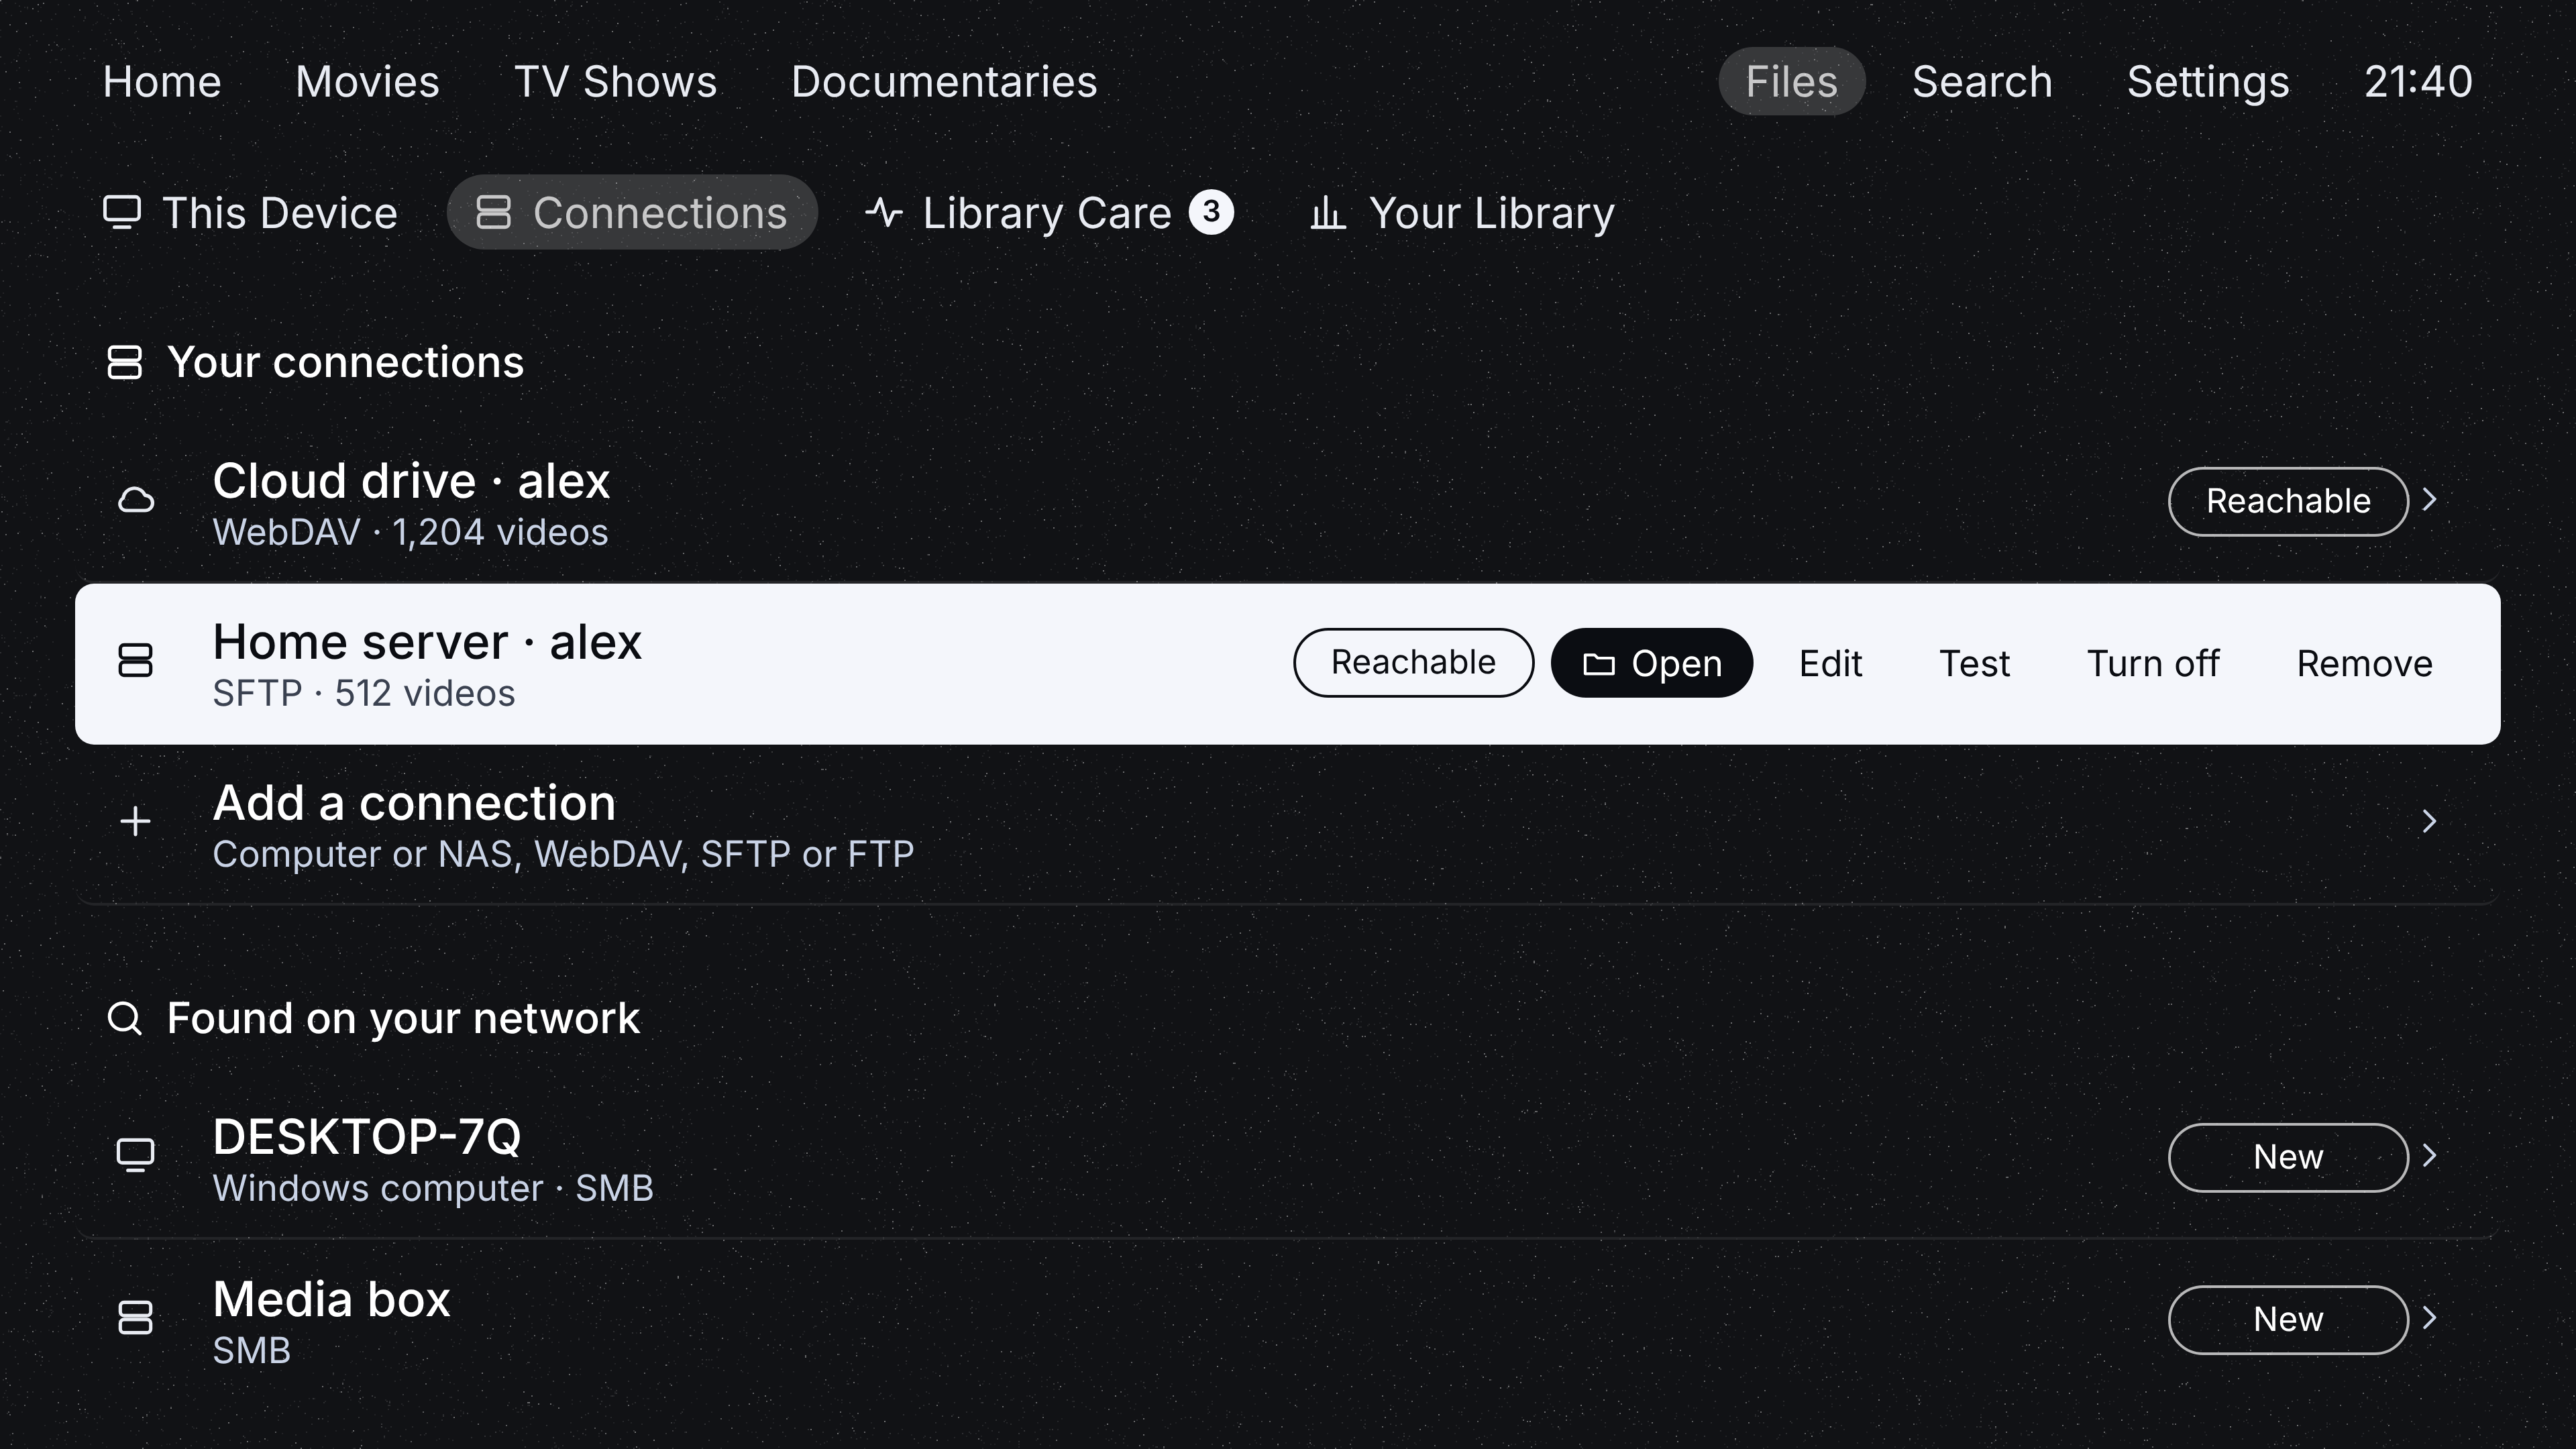 Home Movies TV Shows Documentaries Files Search Settings 21:40
This Device Connections Library Care 3 Your Library
Your connections
Cloud drive · alex
WebDAV · 1,204 videos
Reachable
Home server · alex
SFTP · 512 videos
Reachable Open Edit Test Turn off Remove
Add a connection
Computer or NAS, WebDAV, SFTP or FTP
Found on your network
DESKTOP-7Q
Windows computer · SMB
New
Media box
SMB
New